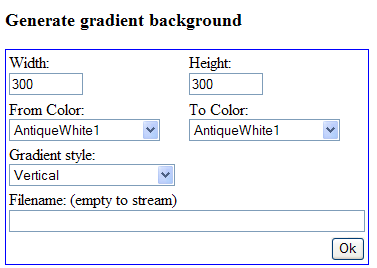 Generate gradient background
Width: Height:
300 300
From Color: To Color:
AntiqueWhite1 AntiqueWhite1
Gradient style:
Vertical
Filename: (empty to stream)
Ok